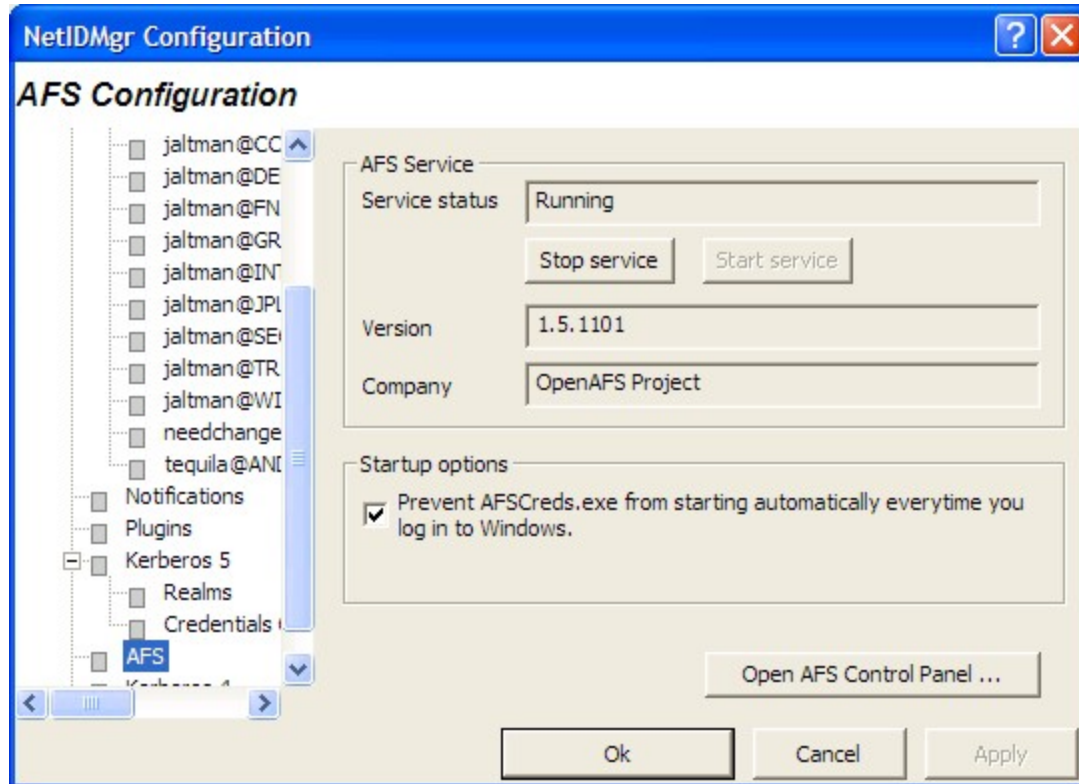 NetIDMgr Configuration
AFS Configuration
jaltman@CC
jaltman@DE
jaltman@FN
jaltman@GR
jaltman@INT
jaltman@JPL
jaltman@SE
jaltman@TR
jaltman@WI
needchange
tequila@AND
Notifications
Plugins
Kerberos 5
Realms
Credentials
AFS
Kerberos 4
AFS Service
Service status
Running
Stop service
Start service
Version
1.5.1101
Company
OpenAFS Project
Startup options
Prevent AFSCreds.exe from starting automatically everytime you
log in to Windows.
Open AFS Control Panel ...
Ok
Cancel
Apply